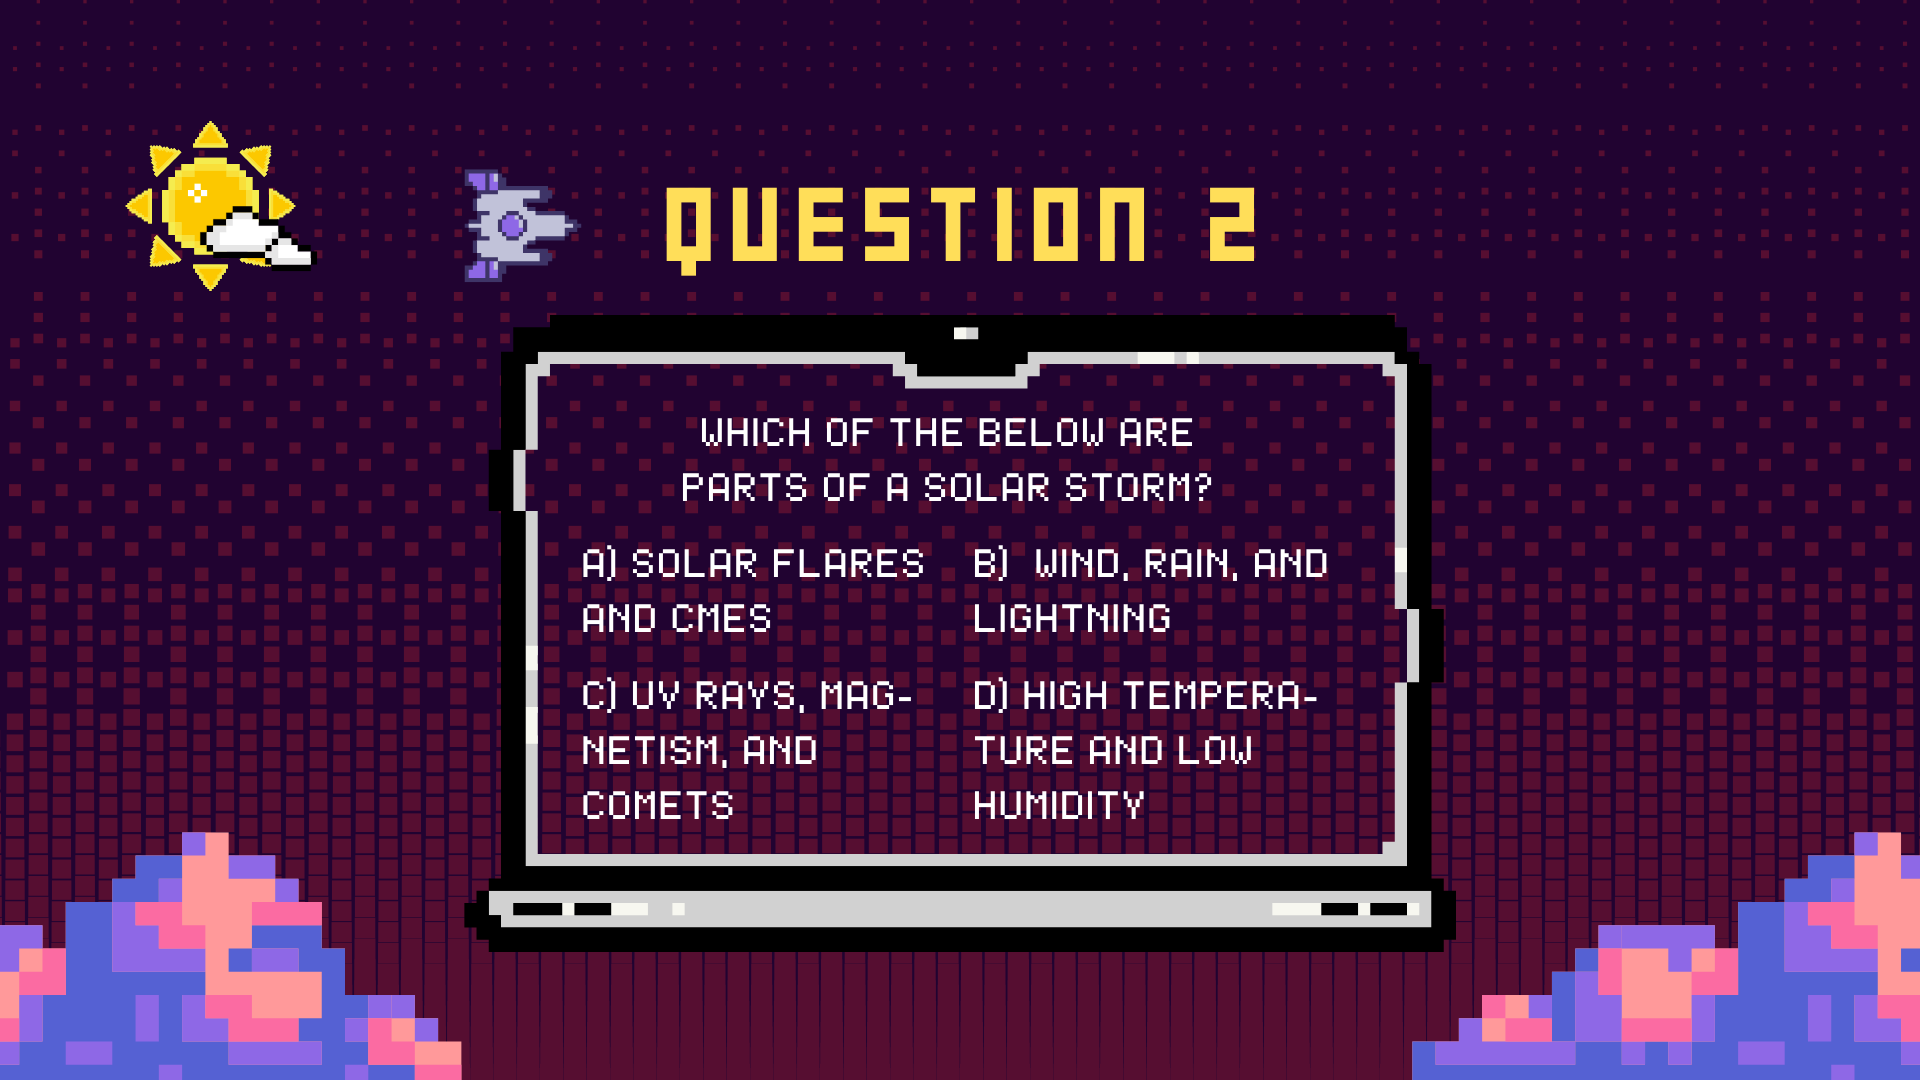 QUESTION 2
WHICH OF THE BELOW ARE
PARTS OF A SOLAR STORM?
A) SOLAR FLARES
AND CMES
B) WIND, RAIN, AND
LIGHTNING
C) UV RAYS, MAG-
NETISM, AND
COMETS
D) HIGH TEMPERA-
TURE AND LOW
HUMIDITY